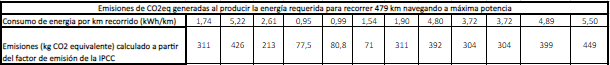 Emisiones de CO2eq generadas al producir la energía requerida para recorrer 479 km navegando a máxima potencia
Consumo de energia por km recorrido (kWh/km) 1,74 5,22 2,61 0,95 0,99 1,54 1,90 4,80 3,72 3,72 4,89 5,50
Emisiones (kg CO2 equivalente) calculado a partir
del factor de emisión de la IPCC 311 426 213 77,5 80,8 71 311 392 304 304 399 449